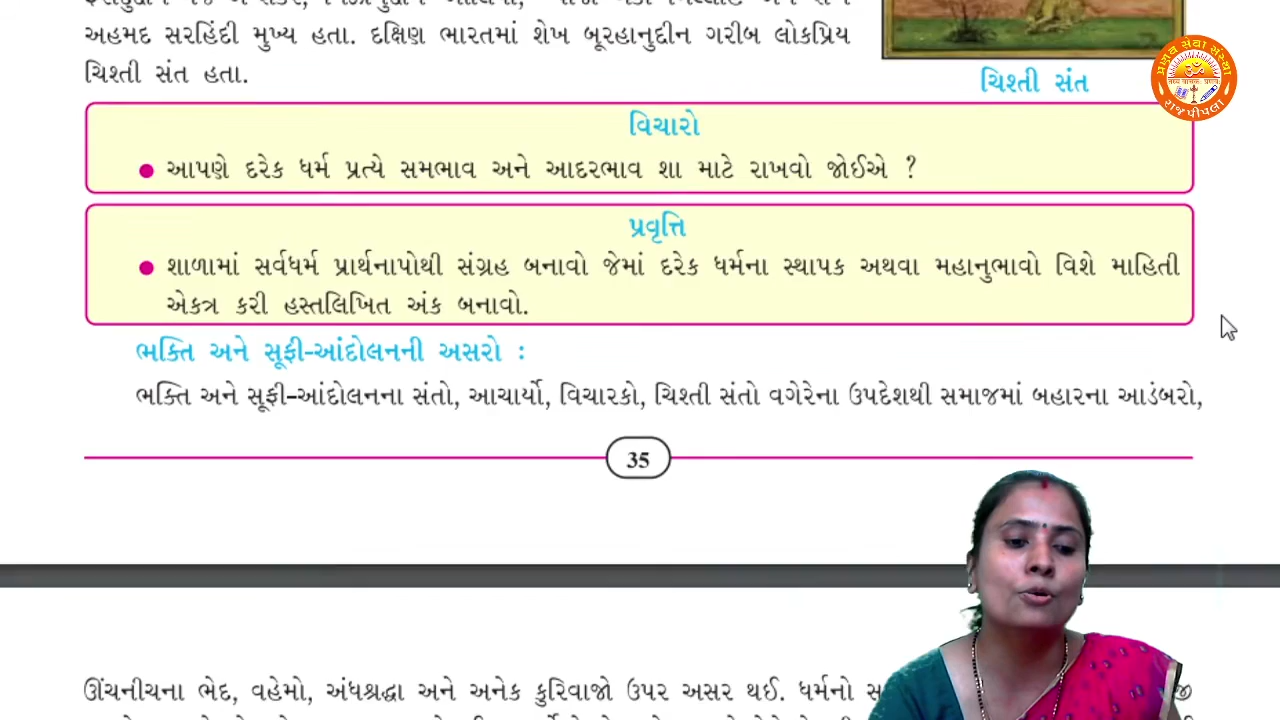 અહમદ સરહિંદી મુખ્ય હતા. દક્ષિણ ભારતમાં શેખ બૂરહાનુદ્દીન ગરીબ લોકપ્રિય
ચિશ્તી સંત હતા.
ચિશ્તી સંત
પ્રણવ સેવા સંસ્થા
રાજપીપલા
વિચારો
● આપણે દરેક ધર્મ પ્રત્યે સમભાવ અને આદરભાવ શા માટે રાખવો જોઈએ ?
પ્રવૃત્તિ
● શાળામાં સર્વધર્મ પ્રાર્થનાપોથી સંગ્રહ બનાવો જેમાં દરેક ધર્મના સ્થાપક અથવા મહાનુભાવો વિશે માહિતી
એકત્ર કરી હસ્તલિખિત અંક બનાવો.
ભક્તિ અને સૂફી-આંદોલનની અસરો :
ભક્તિ અને સૂફી-આંદોલનના સંતો, આચાર્યો, વિચારકો, ચિશ્તી સંતો વગેરેના ઉપદેશથી સમાજમાં બહારના આડંબરો,
35
ઊંચનીચના ભેદ, વહેમો, અંધશ્રદ્ધા અને અનેક કુરિવાજો ઉપર અસર થઈ. ધર્મનો